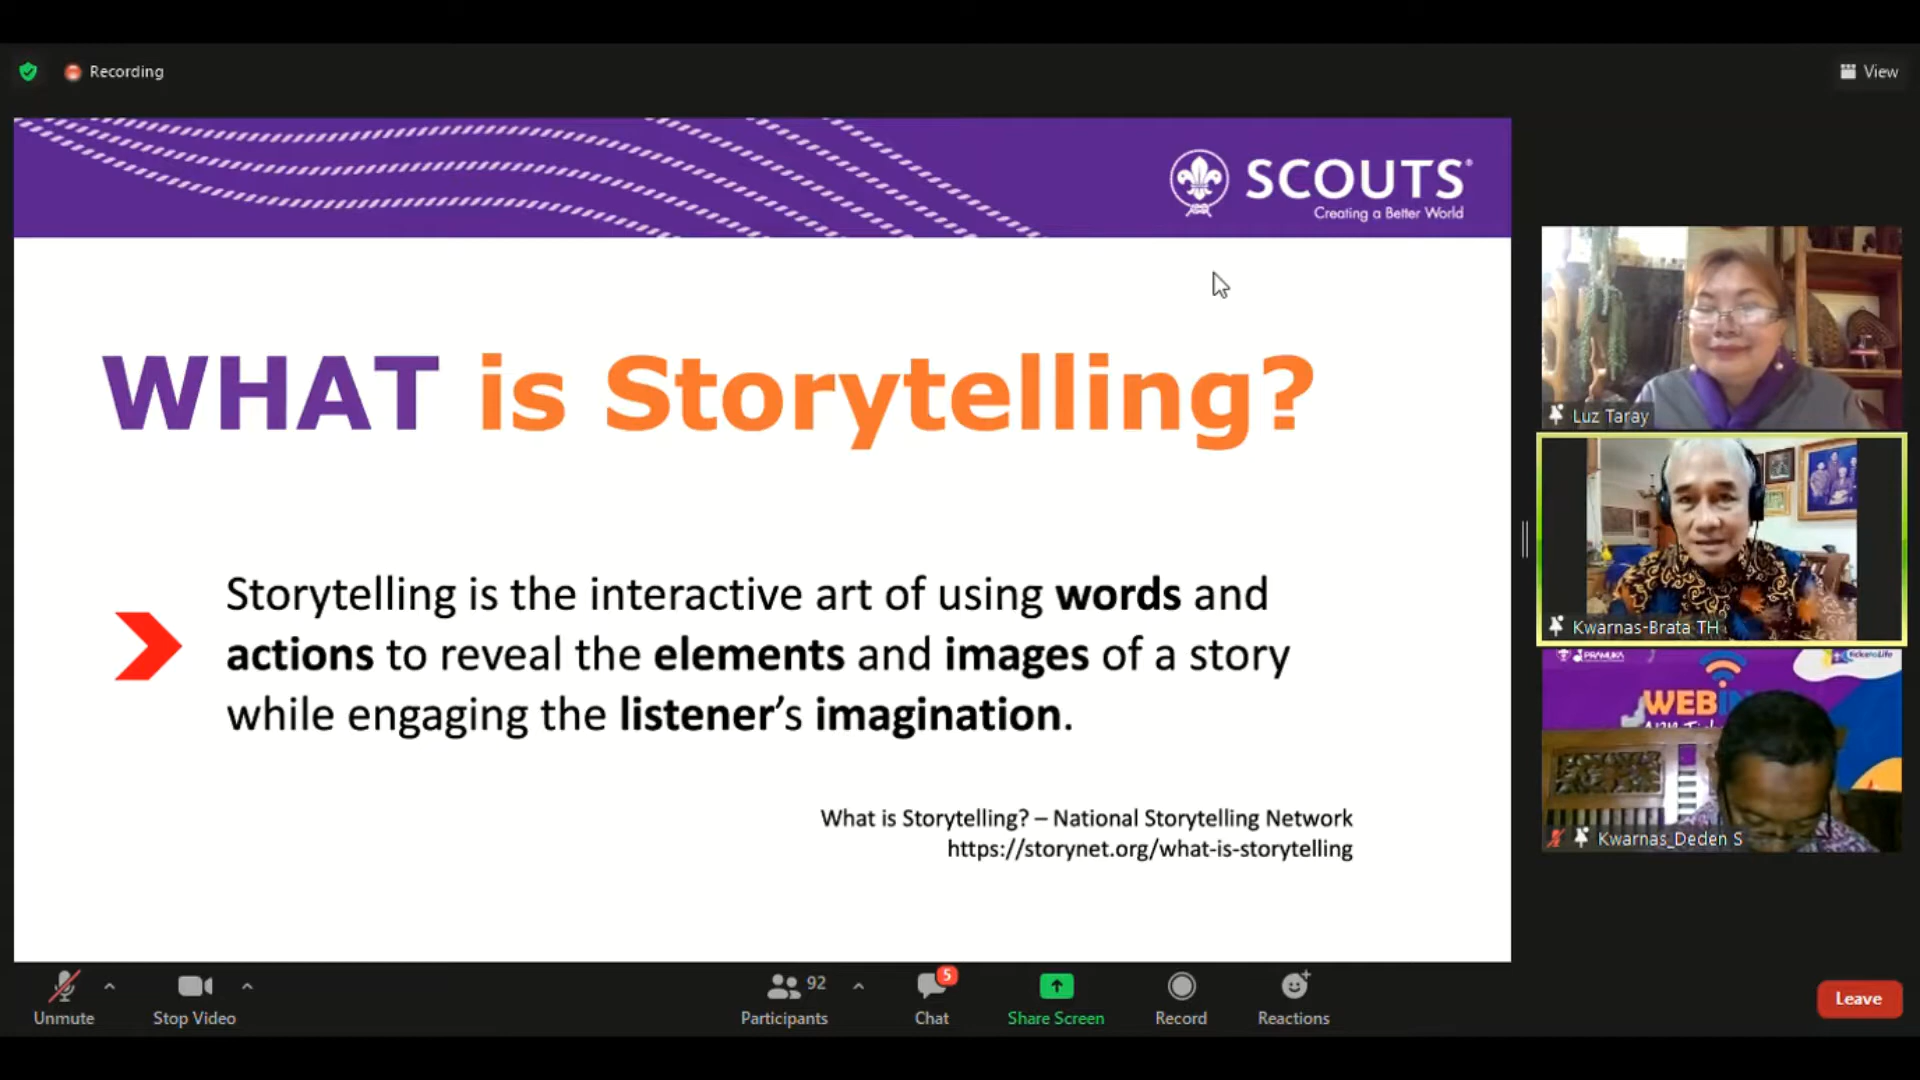 Recording
View
SCOUTS®
Creating a Better World
WHAT is Storytelling?
Storytelling is the interactive art of using words and
actions to reveal the elements and images of a story
while engaging the listener’s imagination.
What is Storytelling? – National Storytelling Network
https://storynet.org/what-is-storytelling
Luz Taray
Kwarnas-Brata TH
PRAMUKA
WEBIN
Kwarnas_Deden S
Unmute
Stop Video
92
Participants
5
Chat
Share Screen
Record
Reactions
Leave